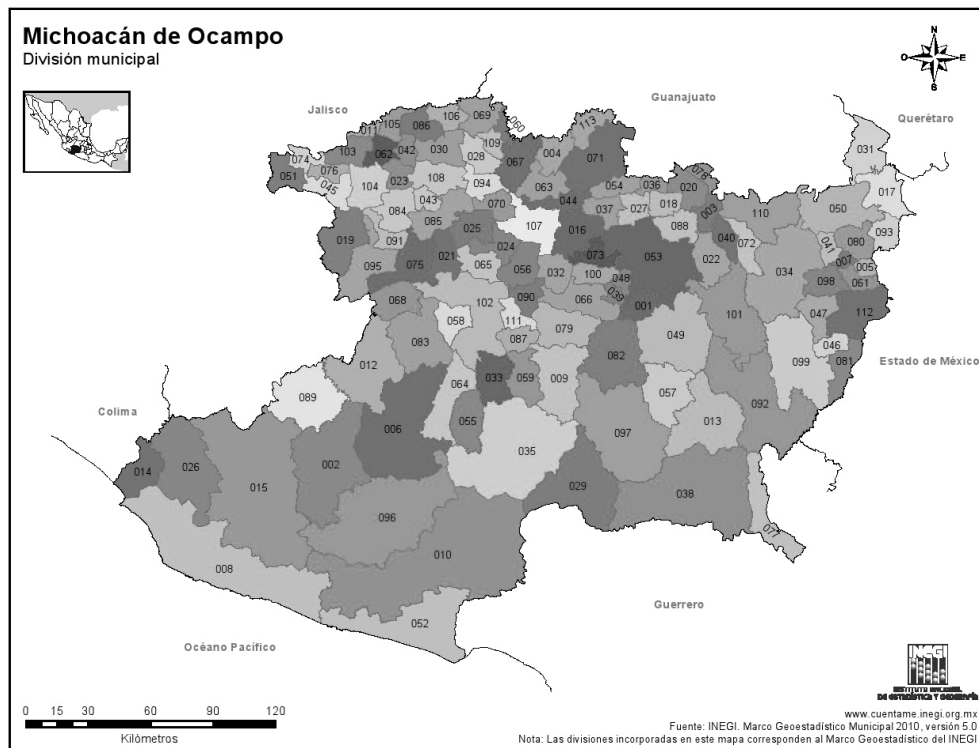 Michoacán de Ocampo
División municipal
N
O E
S
Jalisco
Guanajuato
Querétaro
Colima
Estado de México
Guerrero
Océano Pacífico
106 069 060 113
011 105 086 109
103 062 042 030 028 067 004 071
031
074 076 023 108 094 063 054 036 020 078
051 045 104 043 070 044 037 027 018 003 110 050 017
084 085 025 107 016 088 040 072 093
019 091 024 073 053 022 041 080
095 075 021 065 056 032 100 048 034 007 005
098 061
068 102 090 066 039 001 101 047 112
058 111 079 049
012 083 087 082 046 099 081
064 033 059 009 057
089 006 055 097 013 092
035
014 026 015 002 029 038
096
010 077
008
052
INEGI
INSTITUTO NACIONAL
DE ESTADÍSTICA Y GEOGRAFÍA
0 15 30 60 90 120
Kilómetros
www.cuentame.inegi.org.mx
Fuente: INEGI. Marco Geoestadístico Municipal 2010, versión 5.0
Nota: Las divisiones incorporadas en este mapa corresponden al Marco Geoestadístico del INEGI